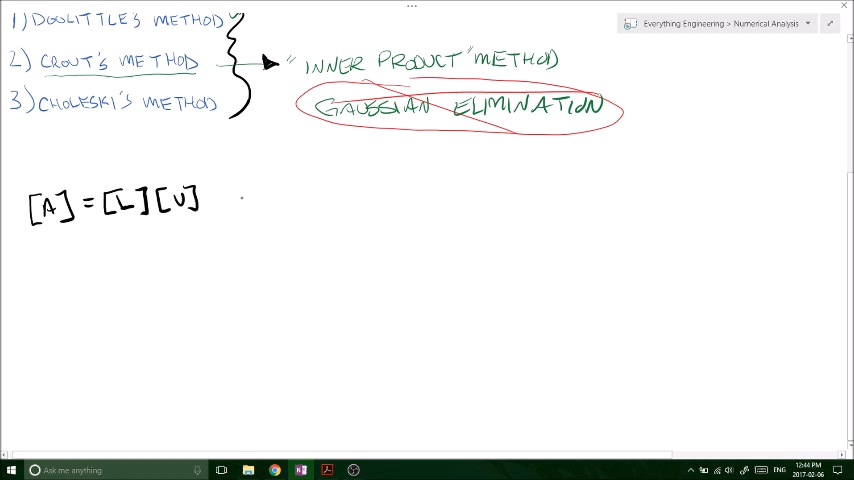 ...
Everything Engineering > Numerical Analysis
1) DOOLITTLE'S METHOD
2) CROUT'S METHOD "INNER PRODUCT" METHOD
3) CHOLESKI'S METHOD GAUSSIAN ELIMINATION
[A] = [L][U]
Ask me anything
ENG
12:44 PM
2017-02-06